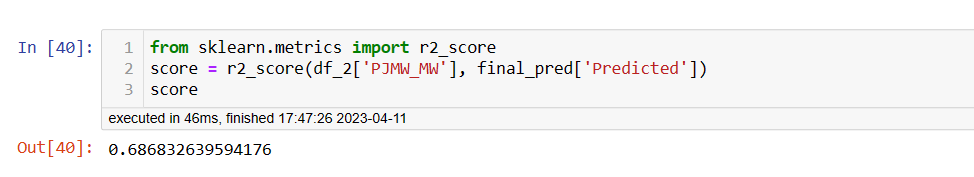 In [40]:
1 from sklearn.metrics import r2_score
2 score = r2_score(df_2['PJMW_MW'], final_pred['Predicted'])
3 score
executed in 46ms, finished 17:47:26 2023-04-11
Out[40]: 0.686832639594176